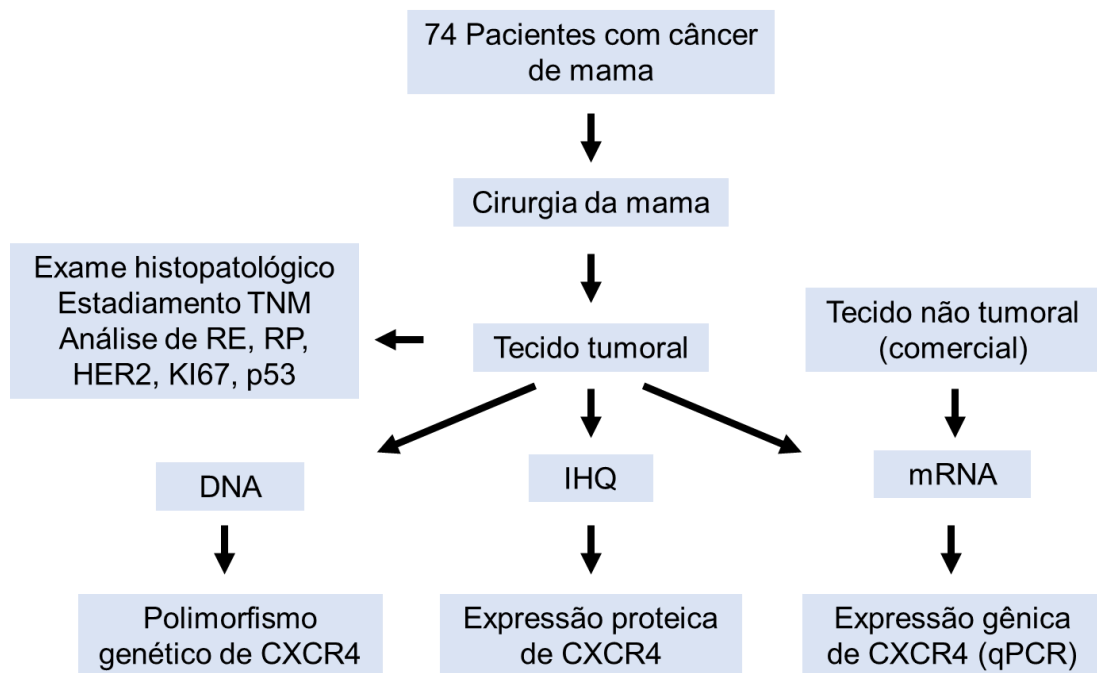 74 Pacientes com câncer
de mama
Cirurgia da mama
Exame histopatológico
Estadiamento TNM
Análise de RE, RP,
HER2, KI67, p53
Tecido tumoral
Tecido não tumoral
(comercial)
DNA
IHQ
mRNA
Polimorfismo
genético de CXCR4
Expressão proteica
de CXCR4
Expressão gênica
de CXCR4 (qPCR)